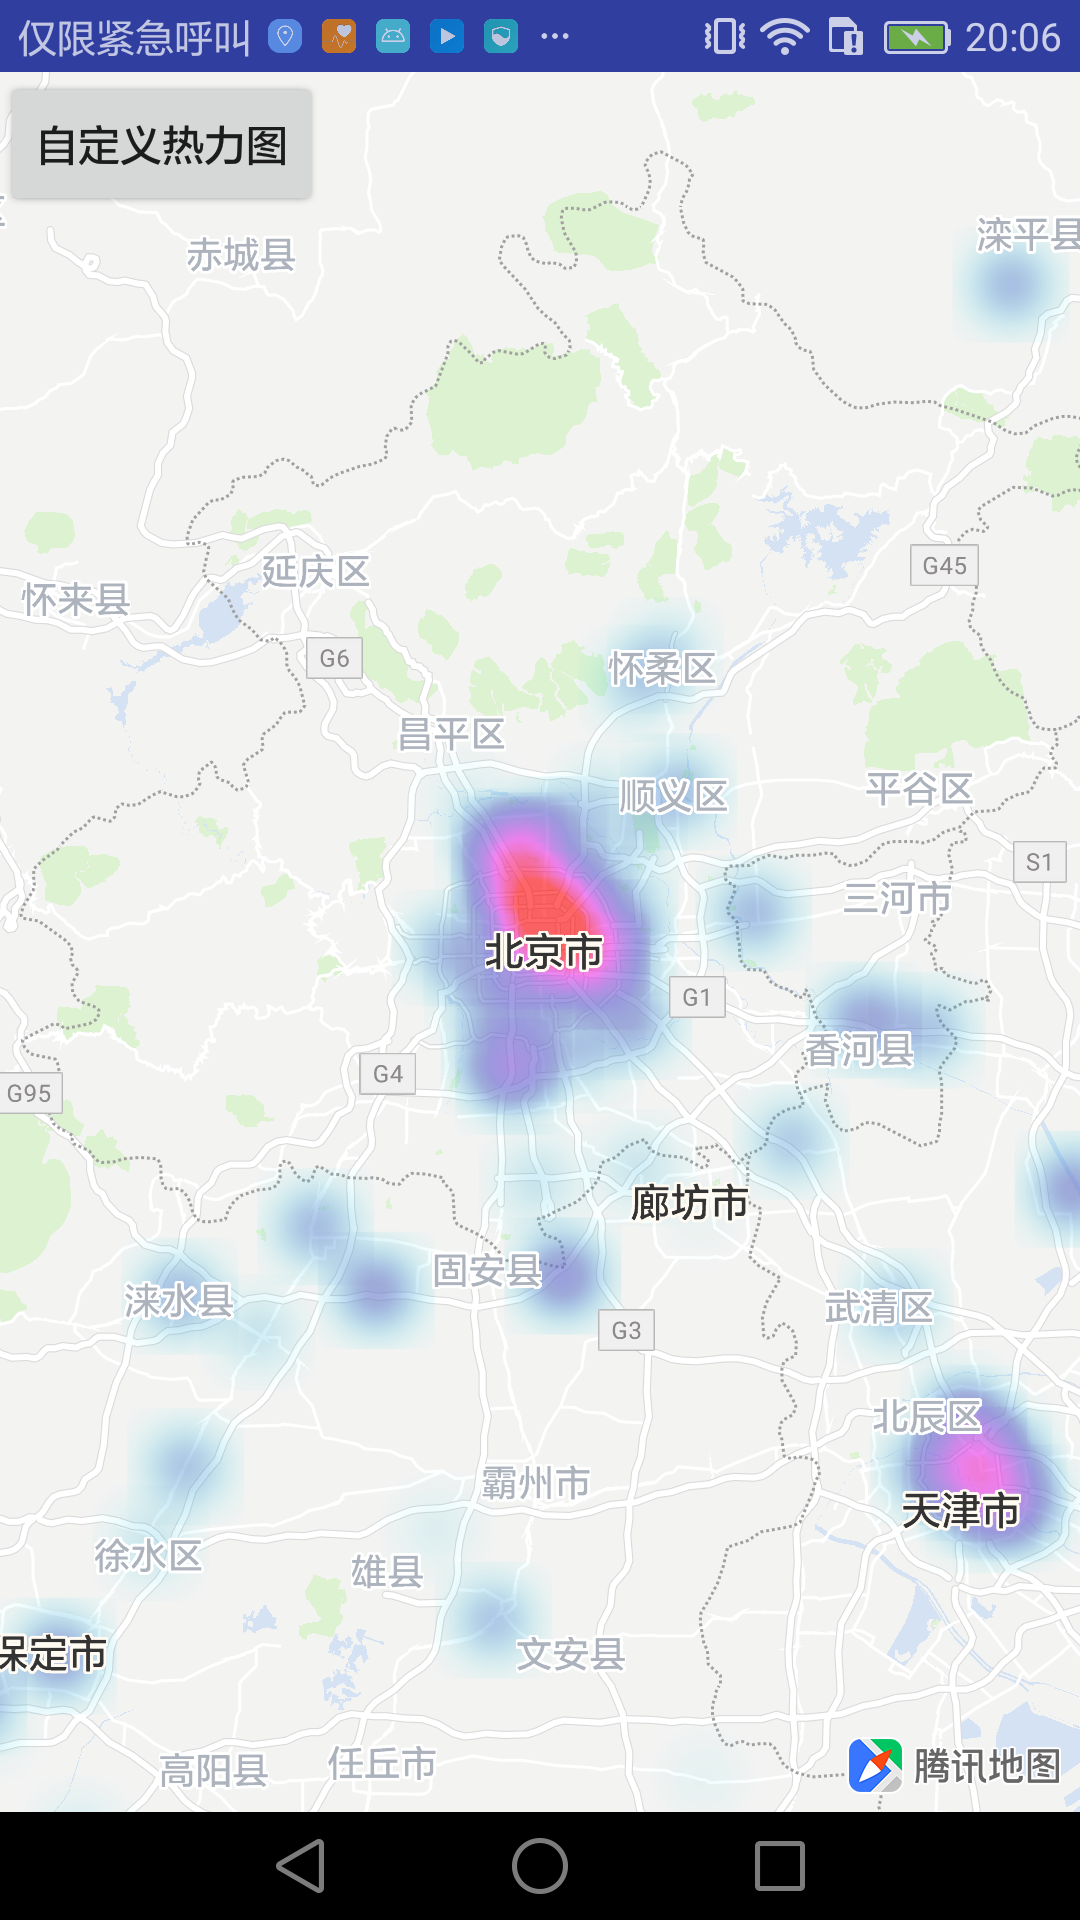 仅限紧急呼叫
20:06
自定义热力图
赤城县
滦平县
G45
延庆区
怀来县
G6
怀柔区
昌平区
顺义区
平谷区
S1
三河市
北京市
G1
香河县
G4
G95
廊坊市
固安县
涞水县
武清区
G3
北辰区
霸州市
天津市
徐水区
雄县
保定市
文安县
高阳县
任丘市
腾讯地图